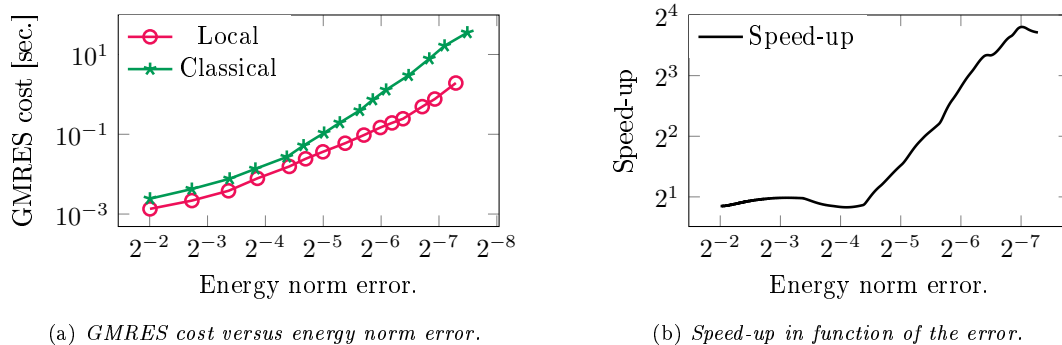 GMRES cost [sec.]
Local
Classical
10^1
10^{-1}
10^{-3}
2^{-2} 2^{-3} 2^{-4} 2^{-5} 2^{-6} 2^{-7} 2^{-8}
Energy norm error.
(a) GMRES cost versus energy norm error.
Speed-up
Speed-up
2^4
2^3
2^2
2^1
2^{-2} 2^{-3} 2^{-4} 2^{-5} 2^{-6} 2^{-7}
Energy norm error.
(b) Speed-up in function of the error.